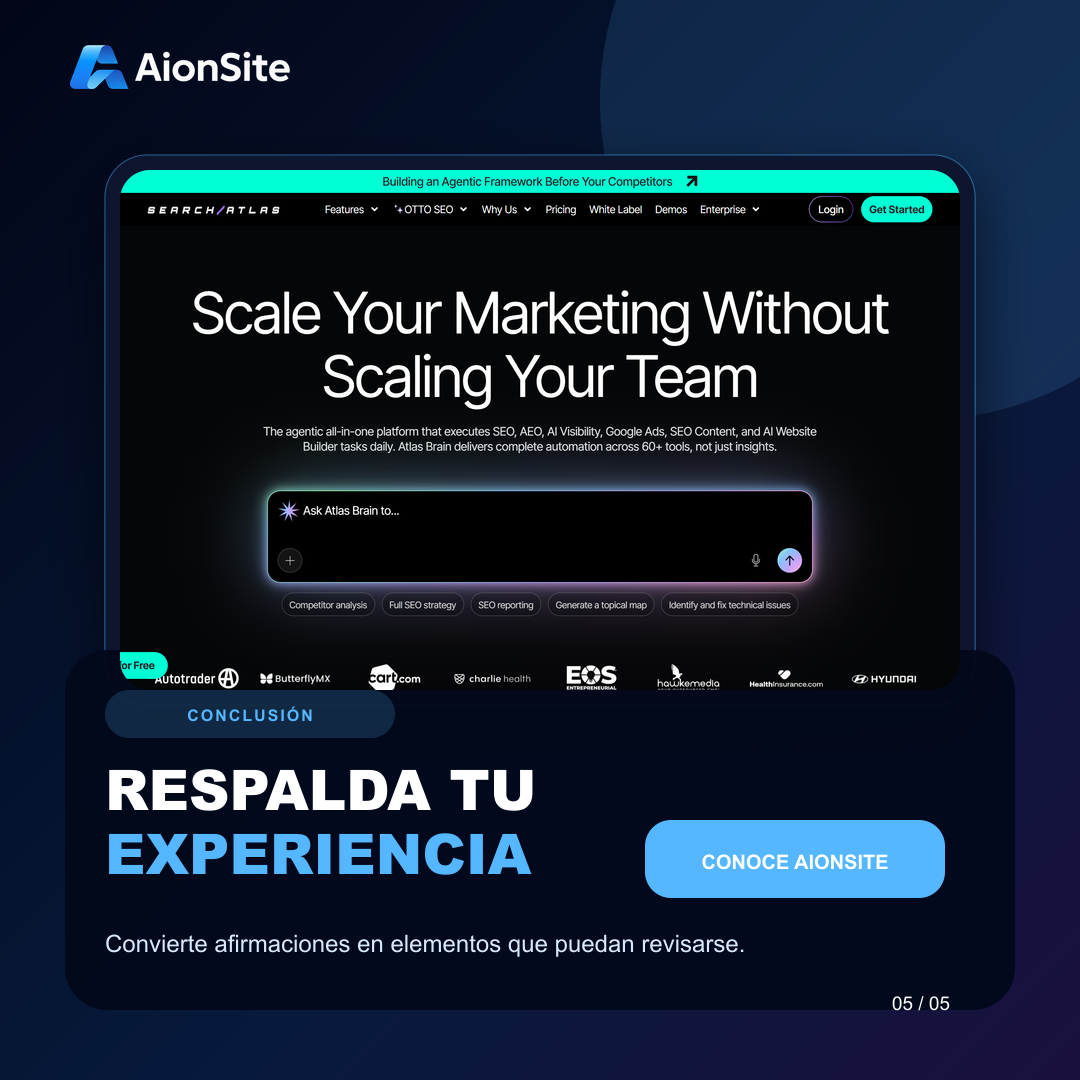 AionSite
Building an Agentic Framework Before Your Competitors
SEARCH/ATLAS
Features
OTTO SEO
Why Us
Pricing
White Label
Demos
Enterprise
Login
Get Started
Scale Your Marketing Without
Scaling Your Team
The agentic all-in-one platform that executes SEO, AEO, AI Visibility, Google Ads, SEO Content, and AI Website
Builder tasks daily. Atlas Brain delivers complete automation across 60+ tools, not just insights.
Ask Atlas Brain to...
Competitor analysis
Full SEO strategy
SEO reporting
Generate a topical map
Identify and fix technical issues
for Free
Autotrader
ButterflyMX
cart.com
charlie health
EOS
ENTREPRENEURIAL
hawkemedia
HealthInsurance.com
HYUNDAI
CONCLUSIÓN
RESPALDA TU
EXPERIENCIA
CONOCE AIONSITE
Convierte afirmaciones en elementos que puedan revisarse.
05 / 05